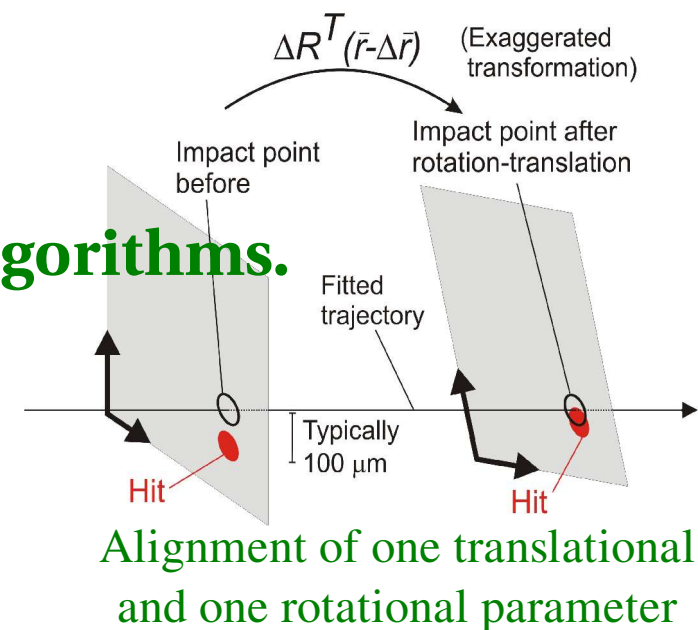 ΔR^T(r̄-Δr̄)
(Exaggerated
transformation)
Impact point
before
Impact point after
rotation-translation
gorithms.
Fitted
trajectory
Typically
100 μm
Hit
Hit
Alignment of one translational
and one rotational parameter